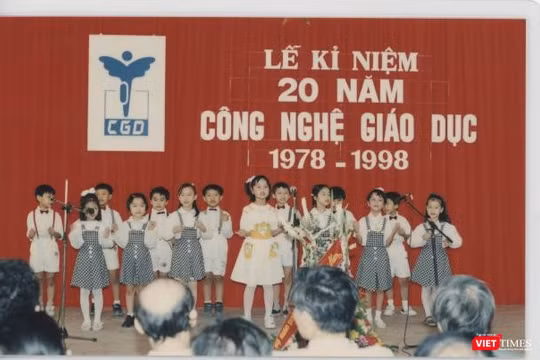 LỄ KỈ NIỆM
20 NĂM
CÔNG NGHỆ GIÁO DỤC
1978 - 1998
CGD
VIETTIMES